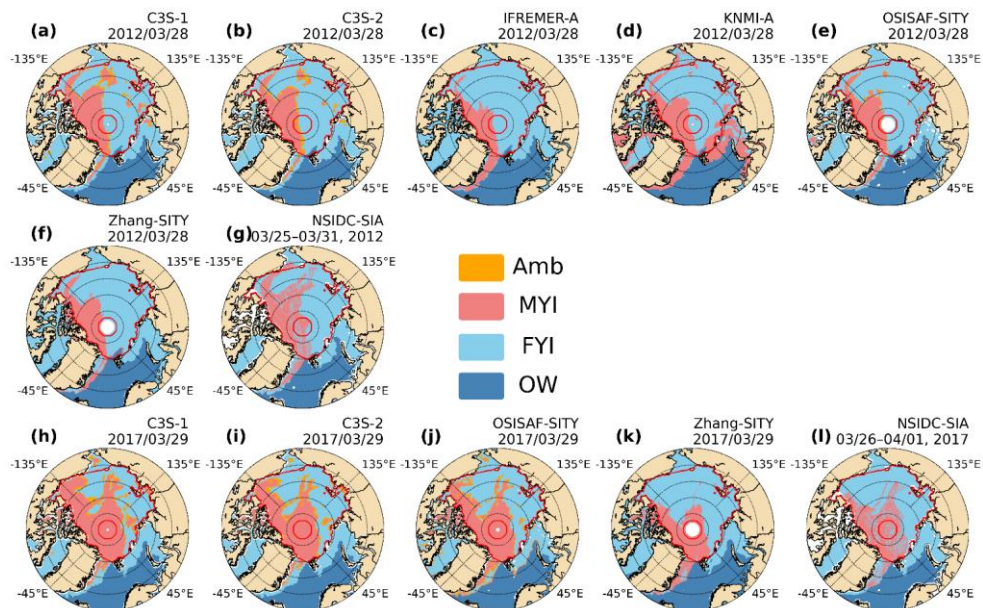 (a) C3S-1
2012/03/28
-135°E 135°E
-45°E 45°E
(b) C3S-2
2012/03/28
-135°E 135°E
-45°E 45°E
(c) IFREMER-A
2012/03/28
-135°E 135°E
-45°E 45°E
(d) KNMI-A
2012/03/28
-135°E 135°E
-45°E 45°E
(e) OSISAF-SITY
2012/03/28
-135°E 135°E
-45°E 45°E
(f) Zhang-SITY
2012/03/28
-135°E 135°E
-45°E 45°E
(g) NSIDC-SIA
03/25–03/31, 2012
-135°E 135°E
-45°E 45°E
Amb
MYI
FYI
OW
(h) C3S-1
2017/03/29
-135°E 135°E
-45°E 45°E
(i) C3S-2
2017/03/29
-135°E 135°E
-45°E 45°E
(j) OSISAF-SITY
2017/03/29
-135°E 135°E
-45°E 45°E
(k) Zhang-SITY
2017/03/29
-135°E 135°E
-45°E 45°E
(l) NSIDC-SIA
03/26–04/01, 2017
-135°E 135°E
-45°E 45°E